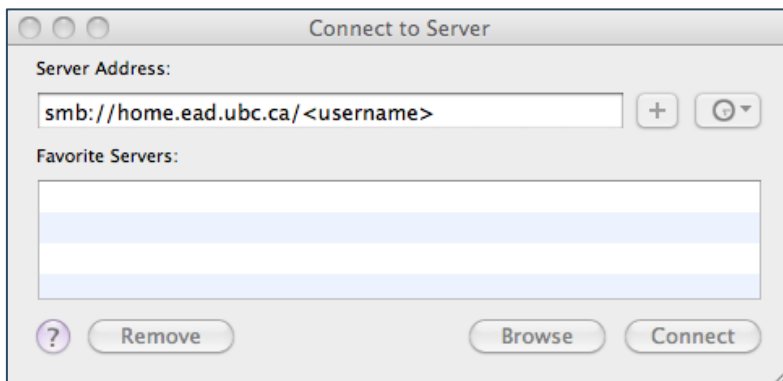 Connect to Server
Server Address:
smb://home.ead.ubc.ca/<username>
+
Favorite Servers:
?
Remove
Browse
Connect